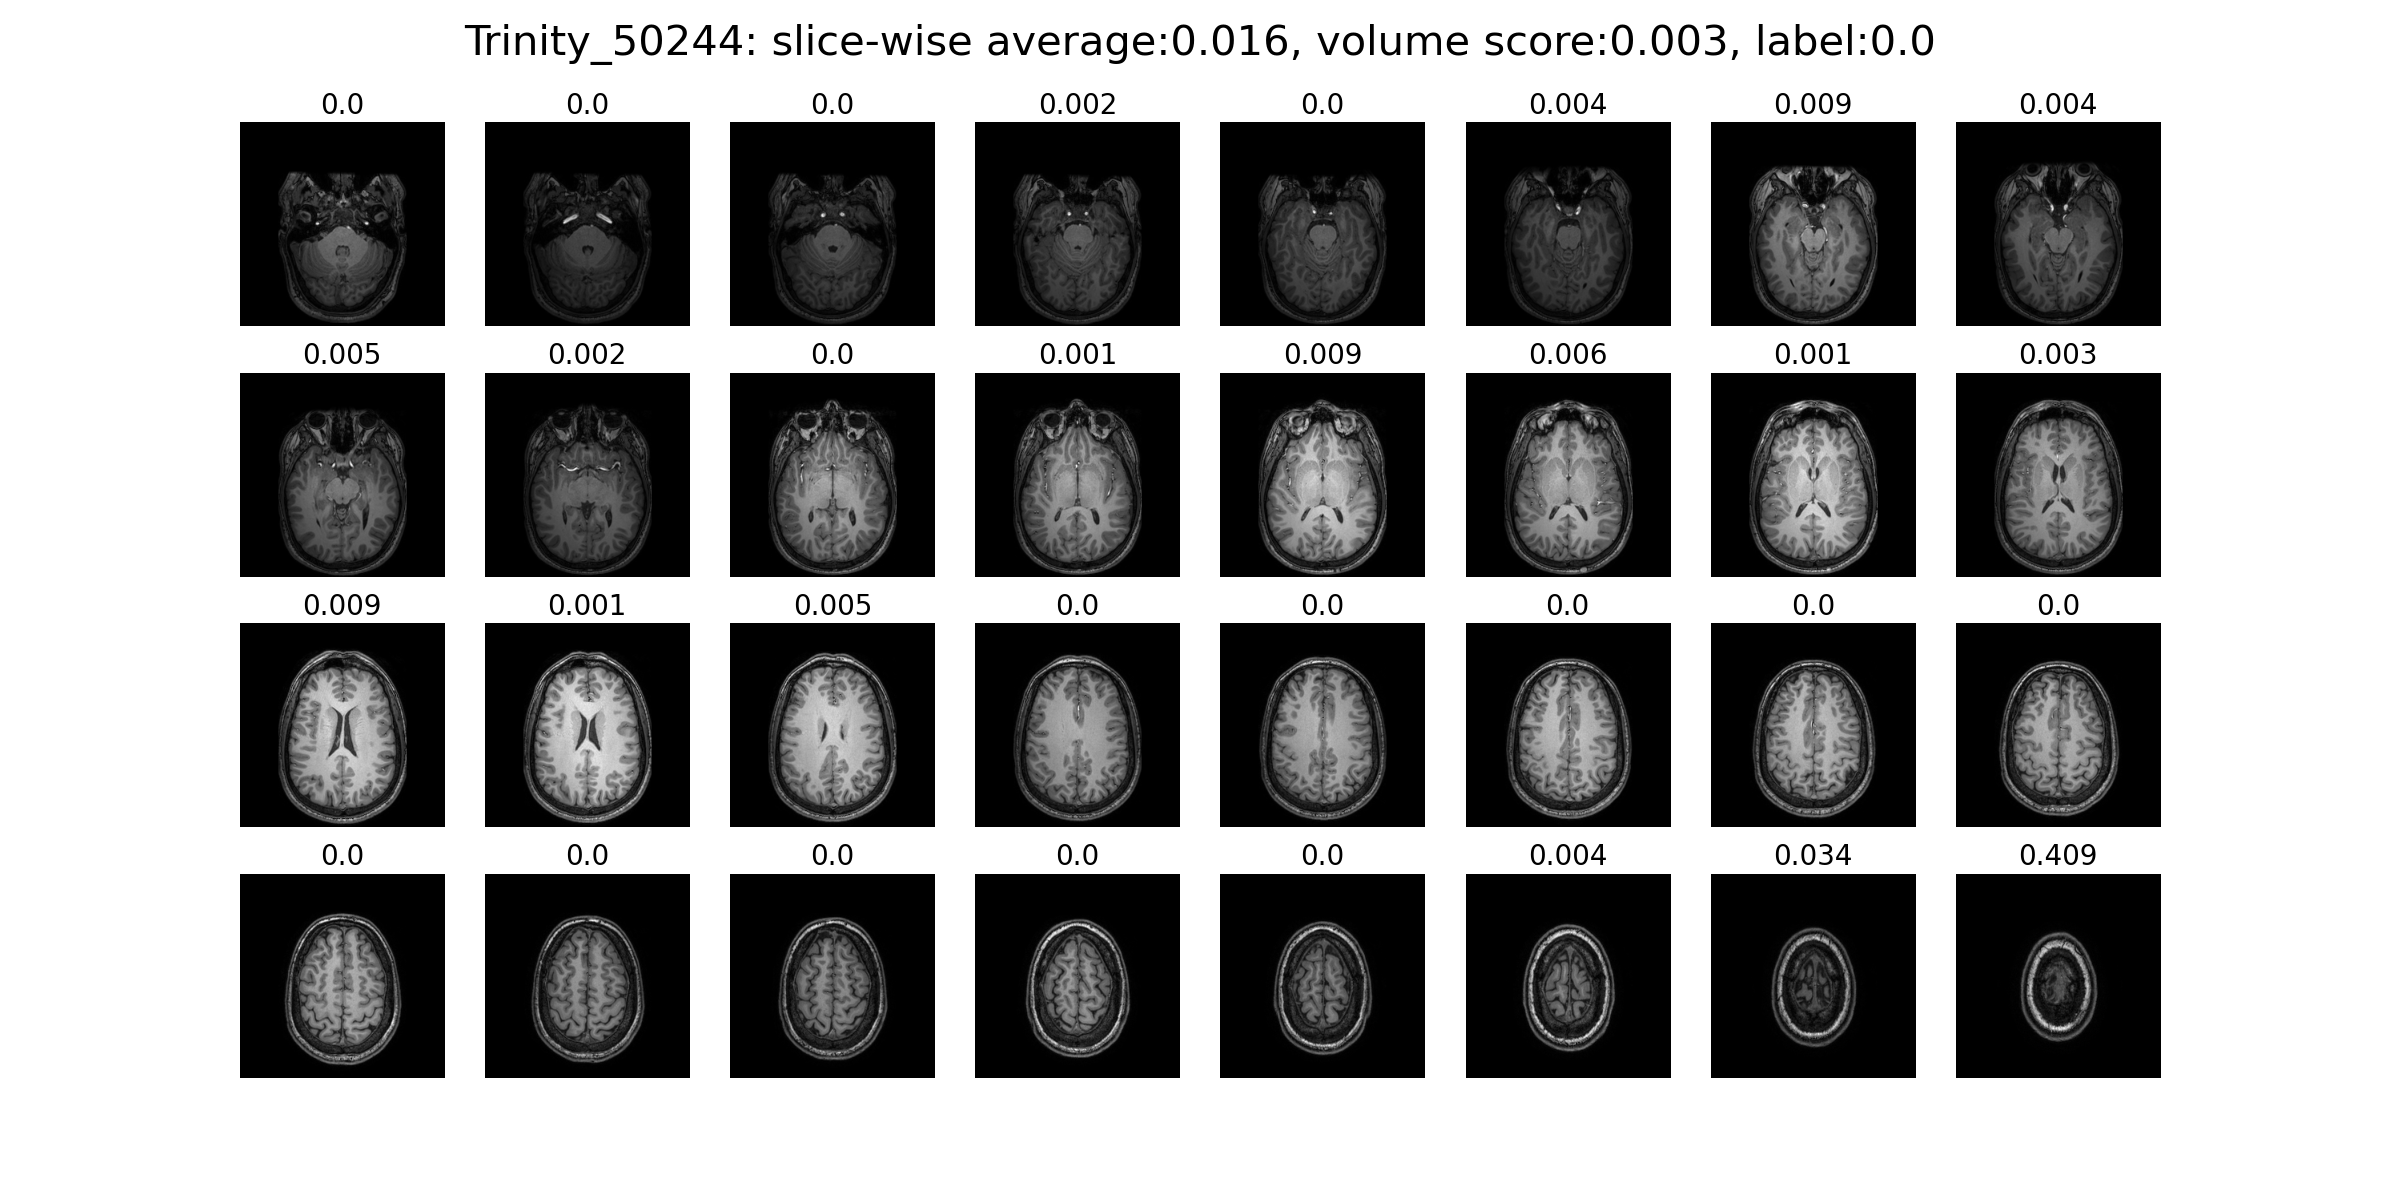 Trinity_50244: slice-wise average:0.016, volume score:0.003, label:0.0
0.0 0.0 0.0 0.002 0.0 0.004 0.009 0.004
0.005 0.002 0.0 0.001 0.009 0.006 0.001 0.003
0.009 0.001 0.005 0.0 0.0 0.0 0.0 0.0
0.0 0.0 0.0 0.0 0.0 0.004 0.034 0.409